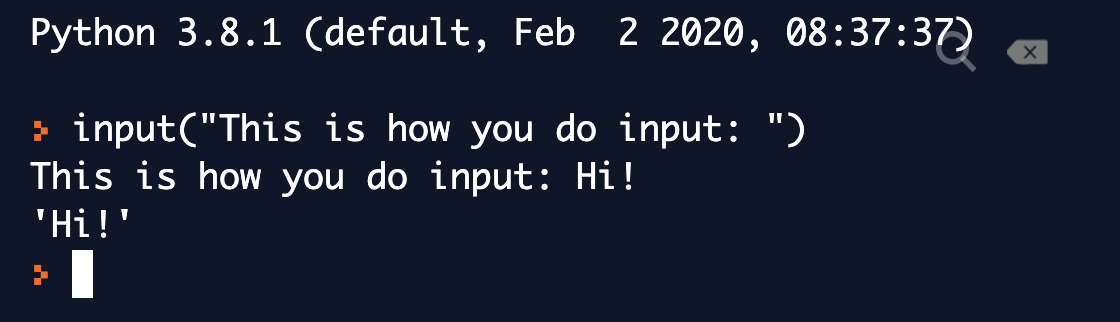 Python 3.8.1 (default, Feb  2 2020, 08:37:37)
input("This is how you do input: ")
This is how you do input: Hi!
'Hi!'